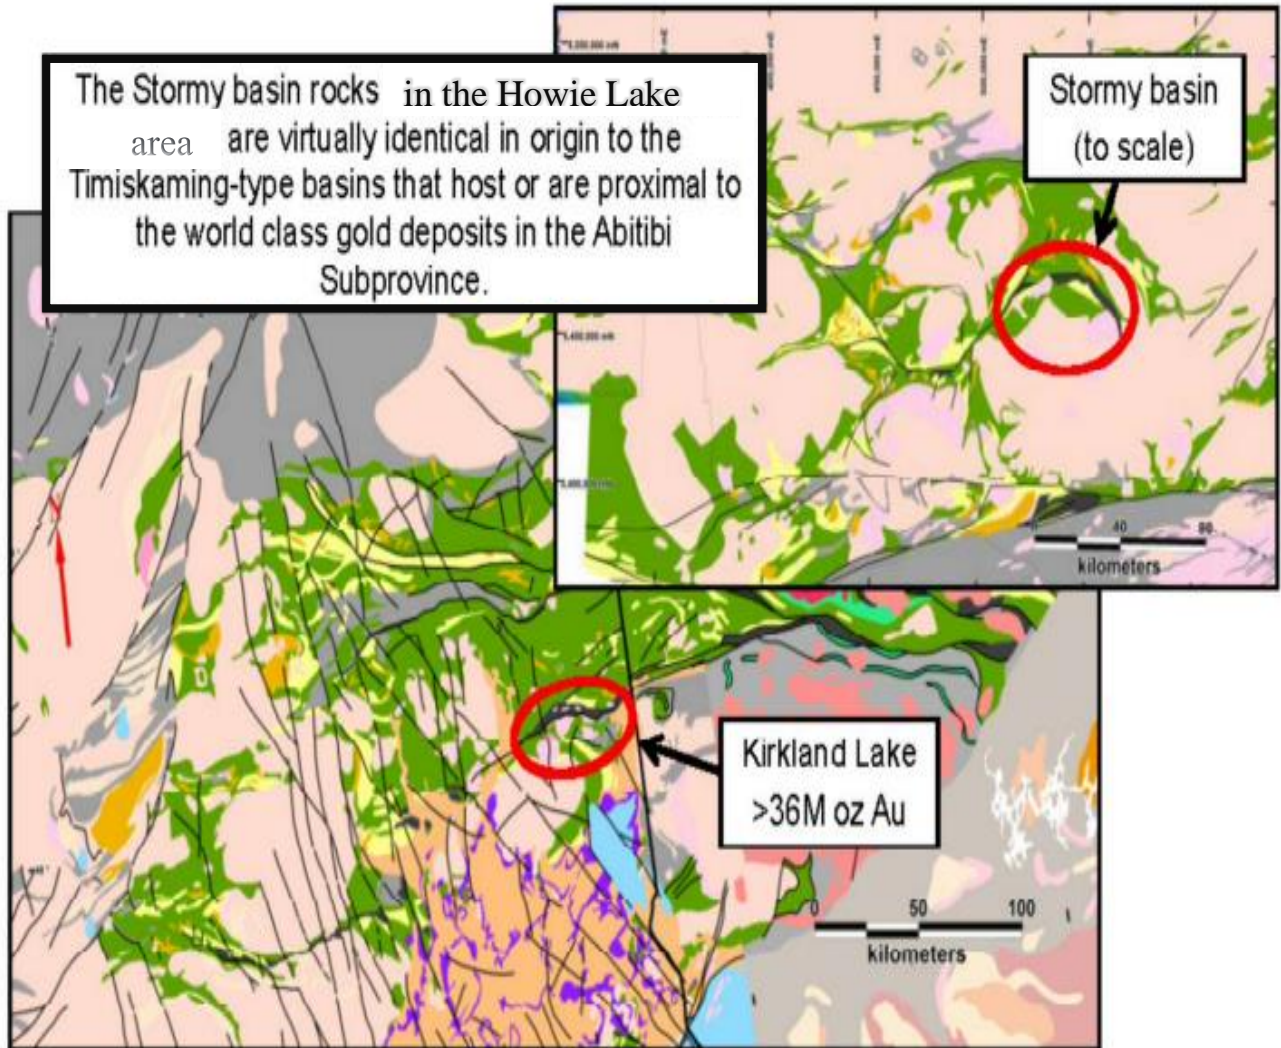 The Stormy basin rocks in the Howie Lake
area are virtually identical in origin to the
Timiskaming-type basins that host or are proximal to
the world class gold deposits in the Abitibi
Subprovince.
Stormy basin
(to scale)
40 80
kilometers
Kirkland Lake
>36M oz Au
0 50 100
kilometers